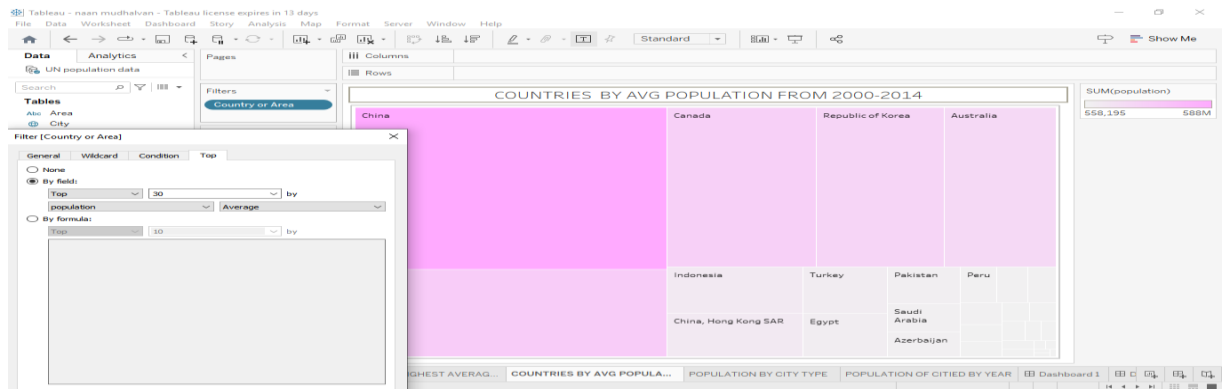 Tableau - naan mudhalvan - Tableau license expires in 13 days
File Data Worksheet Dashboard Story Analysis Map Format Server Window Help
Standard
Show Me
Data Analytics
Pages
Columns
UN population data
Rows
Search
Filters
Tables
Country or Area
Abc Area
City
COUNTRIES BY AVG POPULATION FROM 2000-2014
SUM(population)
558,195 588M
China
Canada
Republic of Korea
Australia
Filter [Country or Area]
General Wildcard Condition Top
None
By field:
Top 30 by
population Average
By formula:
Top 10 by
Indonesia
Turkey
Pakistan
Peru
China, Hong Kong SAR
Egypt
Saudi
Arabia
Azerbaijan
GHEST AVERAG... COUNTRIES BY AVG POPULA... POPULATION BY CITY TYPE POPULATION OF CITIED BY YEAR Dashboard 1 C